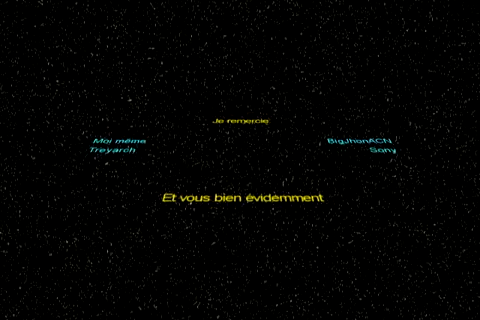 Je remercie
Moi même
BigJhonACN
Treyarch
Sony
Et vous bien évidemment